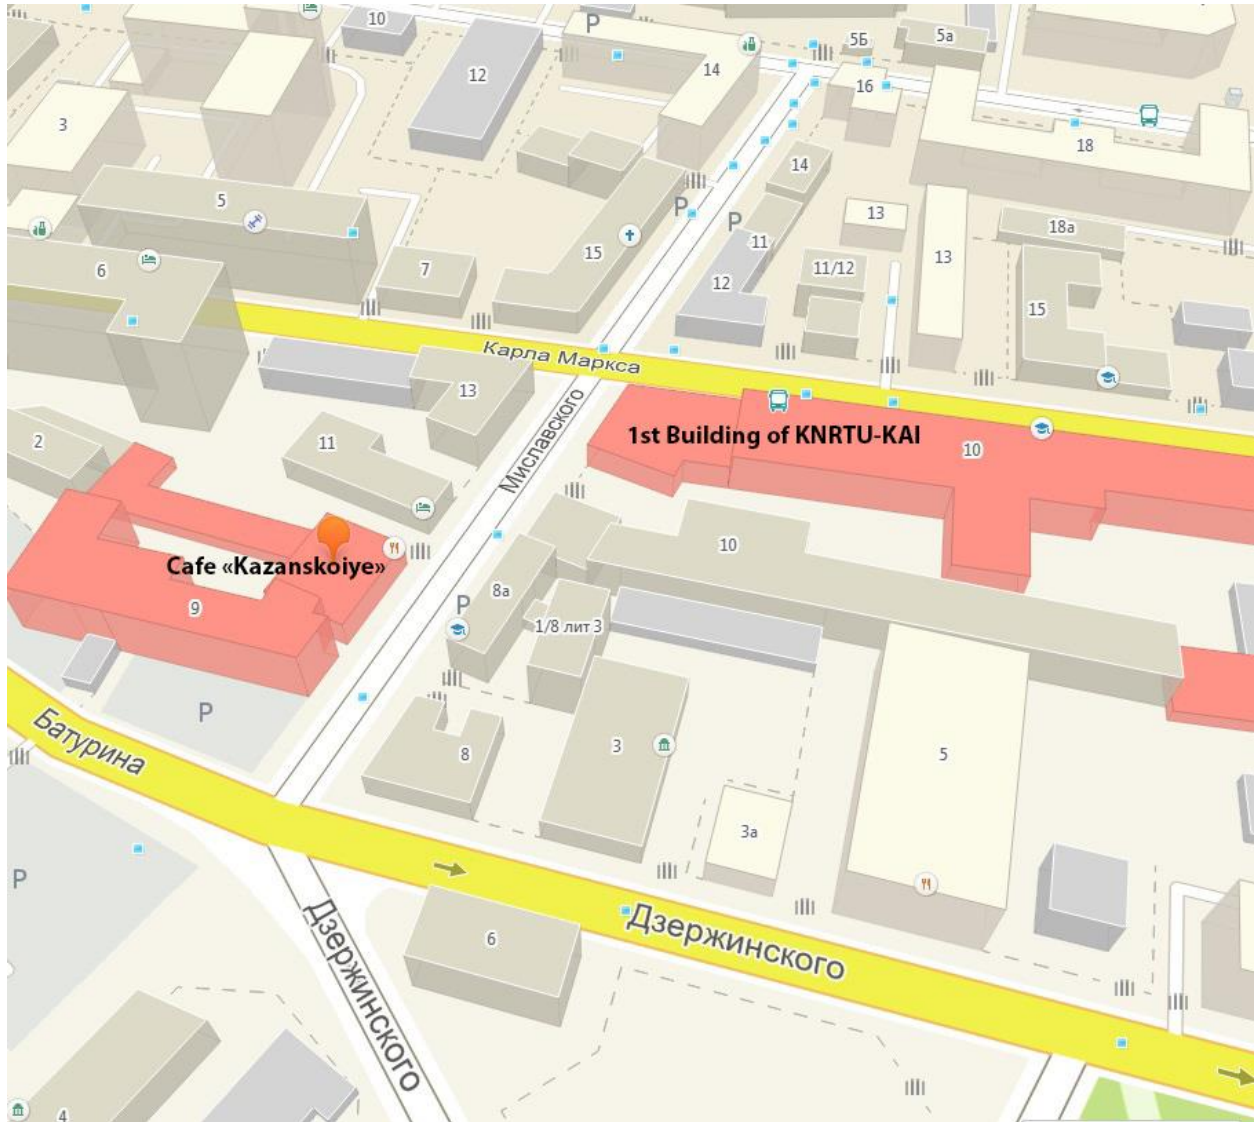 10
5Б
5а
12
14
16
3
18
14
5
13
18а
15
11
6
7
11/12
13
12
15
Карла Маркса
13
Миславского
1st Building of KNRTU-KAI
10
2
11
10
Cafe «Kazanskoiye»
8а
9
1/8 лит 3
P
P
P
P
P
P
Батурина
8
3
5
3а
Дзержинского
6
Дзержинского
4